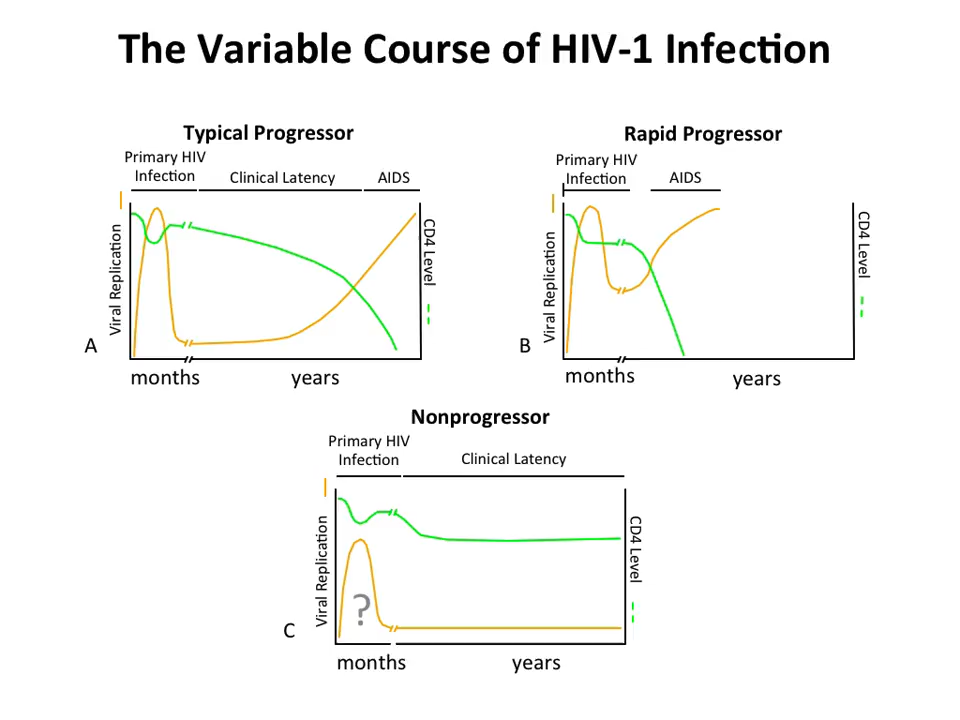 The Variable Course of HIV-1 Infection
Typical Progressor
Primary HIV
Infection
Clinical Latency
AIDS
Viral Replication
CD4 Level
A
months
years
Rapid Progressor
Primary HIV
Infection
AIDS
Viral Replication
CD4 Level
B
months
years
Nonprogressor
Primary HIV
Infection
Clinical Latency
Viral Replication
?
CD4 Level
C
months
years